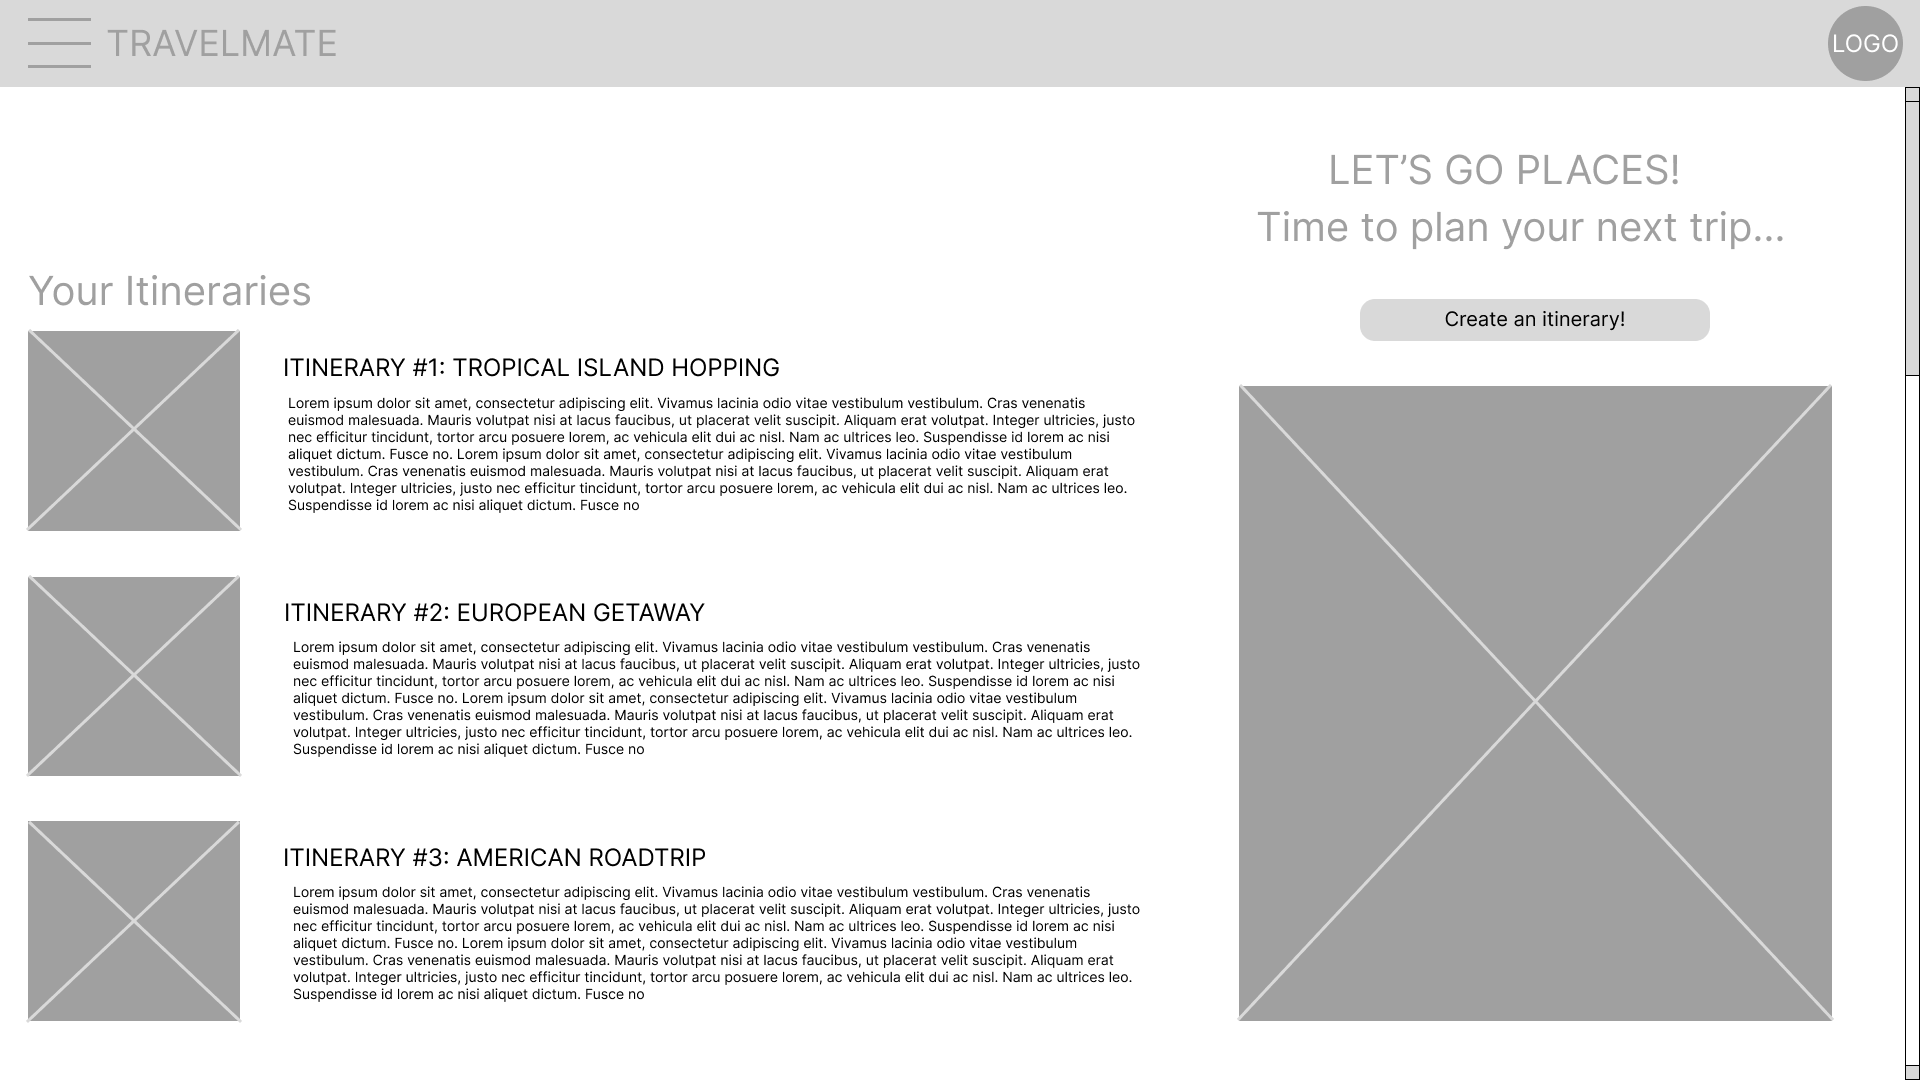 TRAVELMATE
LOGO
LET’S GO PLACES!
Time to plan your next trip...
Create an itinerary!
Your Itineraries
ITINERARY #1: TROPICAL ISLAND HOPPING
Lorem ipsum dolor sit amet, consectetur adipiscing elit. Vivamus lacinia odio vitae vestibulum vestibulum. Cras venenatis
euismod malesuada. Mauris volutpat nisi at lacus faucibus, ut placerat velit suscipit. Aliquam erat volutpat. Integer ultricies, justo
nec efficitur tincidunt, tortor arcu posuere lorem, ac vehicula elit dui ac nisl. Nam ac ultrices leo. Suspendisse id lorem ac nisi
aliquet dictum. Fusce no. Lorem ipsum dolor sit amet, consectetur adipiscing elit. Vivamus lacinia odio vitae vestibulum
vestibulum. Cras venenatis euismod malesuada. Mauris volutpat nisi at lacus faucibus, ut placerat velit suscipit. Aliquam erat
volutpat. Integer ultricies, justo nec efficitur tincidunt, tortor arcu posuere lorem, ac vehicula elit dui ac nisl. Nam ac ultrices leo.
Suspendisse id lorem ac nisi aliquet dictum. Fusce no
ITINERARY #2: EUROPEAN GETAWAY
Lorem ipsum dolor sit amet, consectetur adipiscing elit. Vivamus lacinia odio vitae vestibulum vestibulum. Cras venenatis
euismod malesuada. Mauris volutpat nisi at lacus faucibus, ut placerat velit suscipit. Aliquam erat volutpat. Integer ultricies, justo
nec efficitur tincidunt, tortor arcu posuere lorem, ac vehicula elit dui ac nisl. Nam ac ultrices leo. Suspendisse id lorem ac nisi
aliquet dictum. Fusce no. Lorem ipsum dolor sit amet, consectetur adipiscing elit. Vivamus lacinia odio vitae vestibulum
vestibulum. Cras venenatis euismod malesuada. Mauris volutpat nisi at lacus faucibus, ut placerat velit suscipit. Aliquam erat
volutpat. Integer ultricies, justo nec efficitur tincidunt, tortor arcu posuere lorem, ac vehicula elit dui ac nisl. Nam ac ultrices leo.
Suspendisse id lorem ac nisi aliquet dictum. Fusce no
ITINERARY #3: AMERICAN ROADTRIP
Lorem ipsum dolor sit amet, consectetur adipiscing elit. Vivamus lacinia odio vitae vestibulum vestibulum. Cras venenatis
euismod malesuada. Mauris volutpat nisi at lacus faucibus, ut placerat velit suscipit. Aliquam erat volutpat. Integer ultricies, justo
nec efficitur tincidunt, tortor arcu posuere lorem, ac vehicula elit dui ac nisl. Nam ac ultrices leo. Suspendisse id lorem ac nisi
aliquet dictum. Fusce no. Lorem ipsum dolor sit amet, consectetur adipiscing elit. Vivamus lacinia odio vitae vestibulum
vestibulum. Cras venenatis euismod malesuada. Mauris volutpat nisi at lacus faucibus, ut placerat velit suscipit. Aliquam erat
volutpat. Integer ultricies, justo nec efficitur tincidunt, tortor arcu posuere lorem, ac vehicula elit dui ac nisl. Nam ac ultrices leo.
Suspendisse id lorem ac nisi aliquet dictum. Fusce no